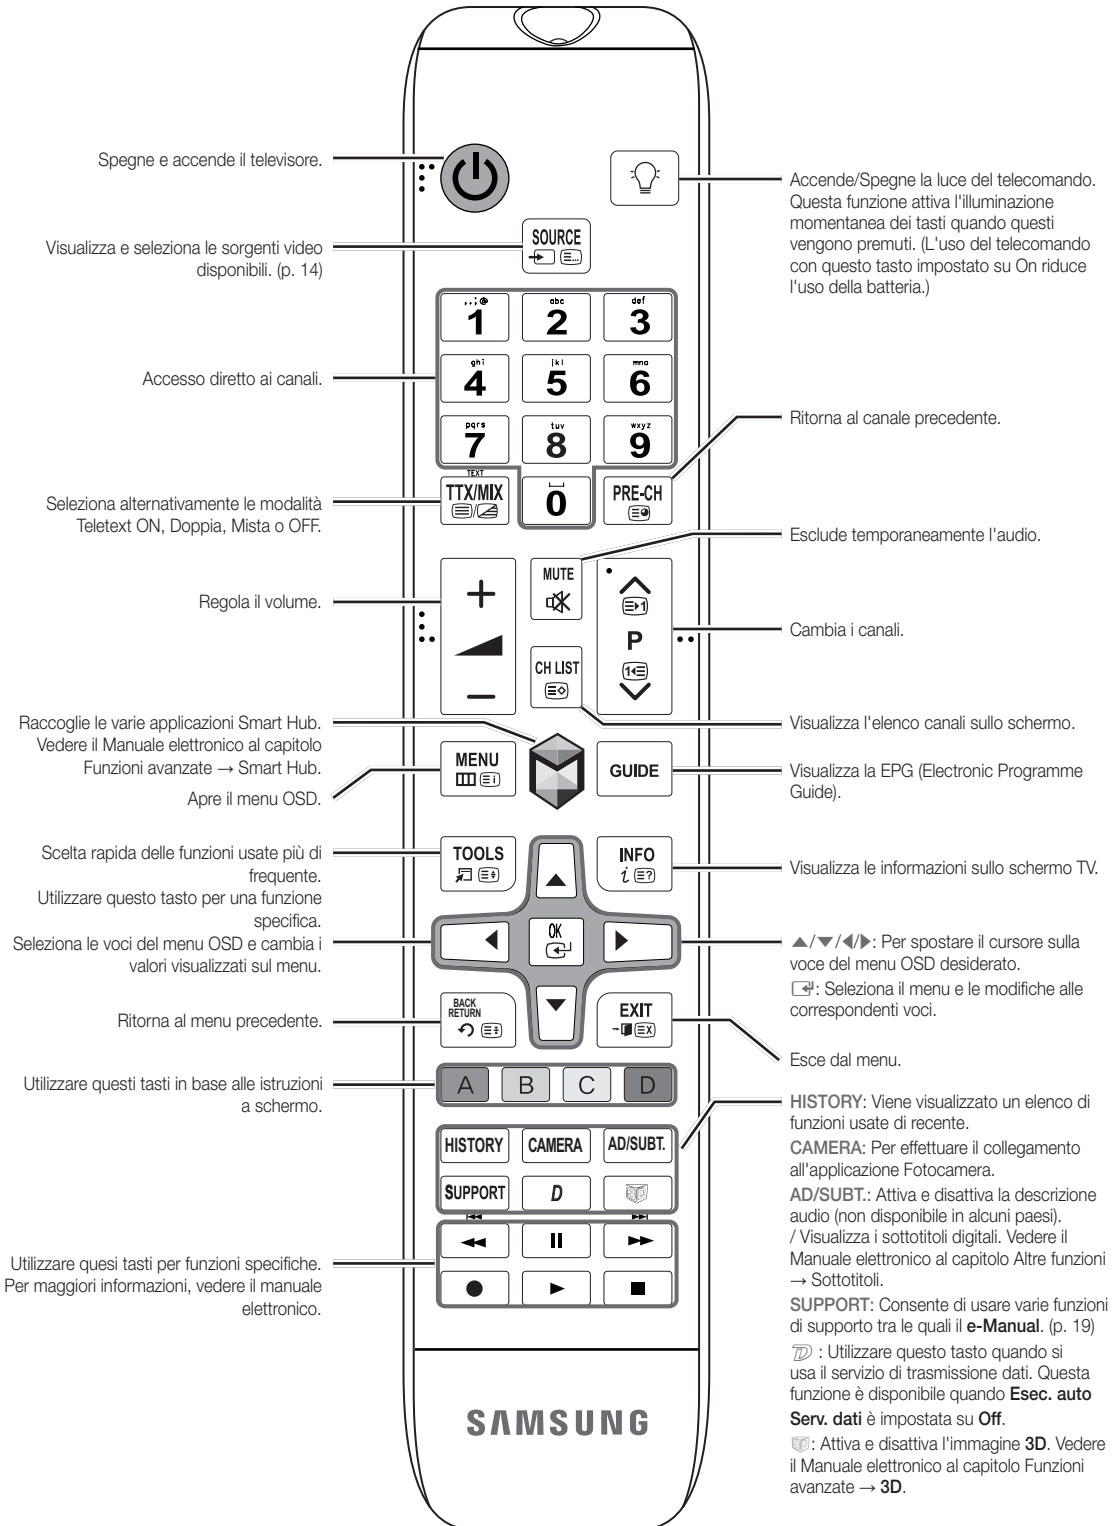 Spegne e accende il televisore.
Accende/Spegne la luce del telecomando.
Questa funzione attiva l'illuminazione
momentanea dei tasti quando questi
vengono premuti. (L'uso del telecomando
con questo tasto impostato su On riduce
l'uso della batteria.)
Visualizza e seleziona le sorgenti video
disponibili. (p. 14)
SOURCE
,,;@
1
abc
2
def
3
Accesso diretto ai canali.
ghi
4
jkl
5
mno
6
pqrs
7
tuv
8
wxyz
9
Ritorna al canale precedente.
Seleziona alternativamente le modalità
Teletext ON, Doppia, Mista o OFF.
TEXT
TTX/MIX
0
PRE-CH
Esclude temporaneamente l'audio.
MUTE
Regola il volume.
+
−
P
Cambia i canali.
CH LIST
Visualizza l'elenco canali sullo schermo.
Raccoglie le varie applicazioni Smart Hub.
Vedere il Manuale elettronico al capitolo
Funzioni avanzate → Smart Hub.
Apre il menu OSD.
MENU
GUIDE
Visualizza la EPG (Electronic Programme
Guide).
Scelta rapida delle funzioni usate più di
frequente.
Utilizzare questo tasto per una funzione
specifica.
TOOLS
INFO
i
Visualizza le informazioni sullo schermo TV.
Seleziona le voci del menu OSD e cambia i
valori visualizzati sul menu.
OK
▲/▼/◀/▶: Per spostare il cursore sulla
voce del menu OSD desiderato.
: Seleziona il menu e le modifiche alle
correspondenti voci.
Ritorna al menu precedente.
BACK
RETURN
EXIT
Esce dal menu.
Utilizzare questi tasti in base alle istruzioni
a schermo.
A B C D
HISTORY CAMERA AD/SUBT.
SUPPORT D
HISTORY: Viene visualizzato un elenco di
funzioni usate di recente.
CAMERA: Per effettuare il collegamento
all'applicazione Fotocamera.
AD/SUBT.: Attiva e disattiva la descrizione
audio (non disponibile in alcuni paesi).
/ Visualizza i sottotitoli digitali. Vedere il
Manuale elettronico al capitolo Altre funzioni
→ Sottotitoli.
SUPPORT: Consente di usare varie funzioni
di supporto tra le quali il e-Manual. (p. 19)
D : Utilizzare questo tasto quando si
usa il servizio di trasmissione dati. Questa
funzione è disponibile quando Esec. auto
Serv. dati è impostata su Off.
: Attiva e disattiva l'immagine 3D. Vedere
il Manuale elettronico al capitolo Funzioni
avanzate → 3D.
Utilizzare quesi tasti per funzioni specifiche.
Per maggiori informazioni, vedere il manuale
elettronico.
SAMSUNG